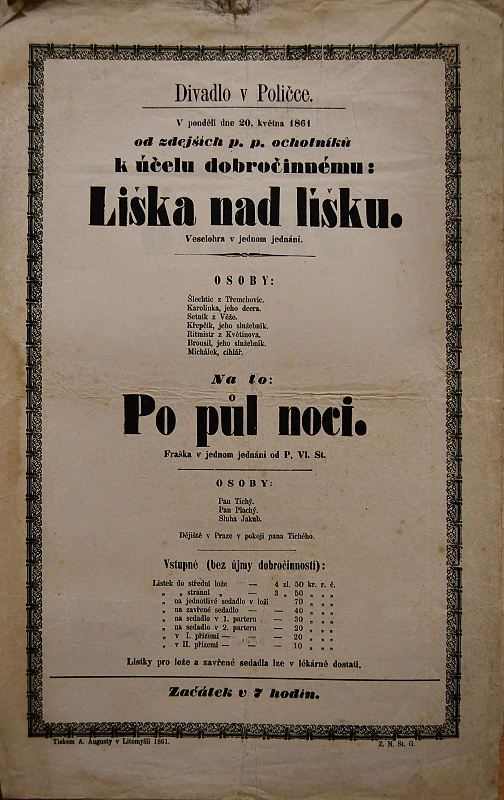 Divadlo v Poličce.
V pondělí dne 20. května 1861
od zdejších p. p. ochotníků
k účelu dobročinnému:
Liška nad lišku.
Veselohra v jednom jednání.
OSOBY:
Šlechtic z Třemchovic.
Karolinka, jeho dcera.
Setník z Věže.
Křepčík, jeho služebník.
Ritmistr z Květinova.
Brousil, jeho služebník.
Michálek, cihlář.
Na to:
Po půl noci.
Fraška v jednom jednání od P. Vl. St.
OSOBY:
Pan Tichý.
Pan Plachý.
Sluha Jakub.
Dějiště v Praze v pokoji pana Tichého.
Vstupné (bez újmy dobročinnosti):
Lístek do střední lože — 4 zl. 50 kr. r. č.
„ „ stranní „ — 3 „ 50 „ „ „
„ na jednotlivé sedadlo v loži 70 „ „ „
„ na zavřené sedadlo — — 40 „ „ „
„ na sedadlo v 1. parteru — 30 „ „ „
„ na sedadlo v 2. parteru — 20 „ „ „
„ v I. přízemí — — — 20 „ „ „
„ v II. přízemí — — — 10 „ „ „
Lístky pro lože a zavřené sedadla lze v lékárně dostati.
Začátek v 7 hodin.
Tiskem A. Augusty v Litomyšli 1861.
Z. N. St. G.